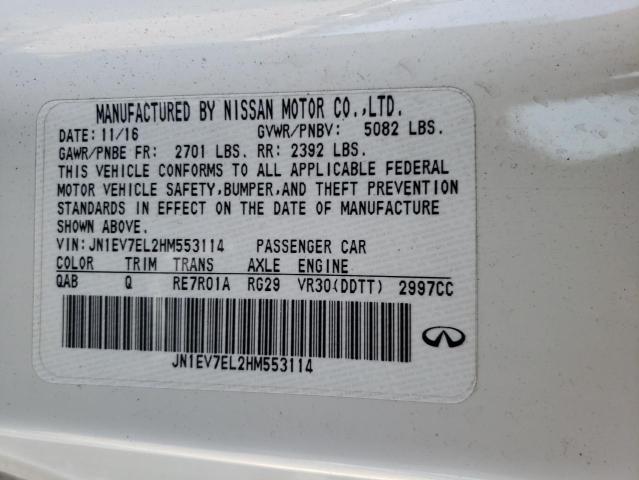 MANUFACTURED BY NISSAN MOTOR CO.,LTD.
DATE: 11/16 GVWR/PNBV: 5082 LBS.
GAWR/PNBE FR: 2701 LBS. RR: 2392 LBS.
THIS VEHICLE CONFORMS TO ALL APPLICABLE FEDERAL
MOTOR VEHICLE SAFETY,BUMPER,AND THEFT PREVENTION
STANDARDS IN EFFECT ON THE DATE OF MANUFACTURE
SHOWN ABOVE.
VIN:JN1EV7EL2HM553114 PASSENGER CAR
COLOR TRIM TRANS AXLE ENGINE
QAB Q RE7R01A RG29 VR30(DDTT) 2997CC
JN1EV7EL2HM553114